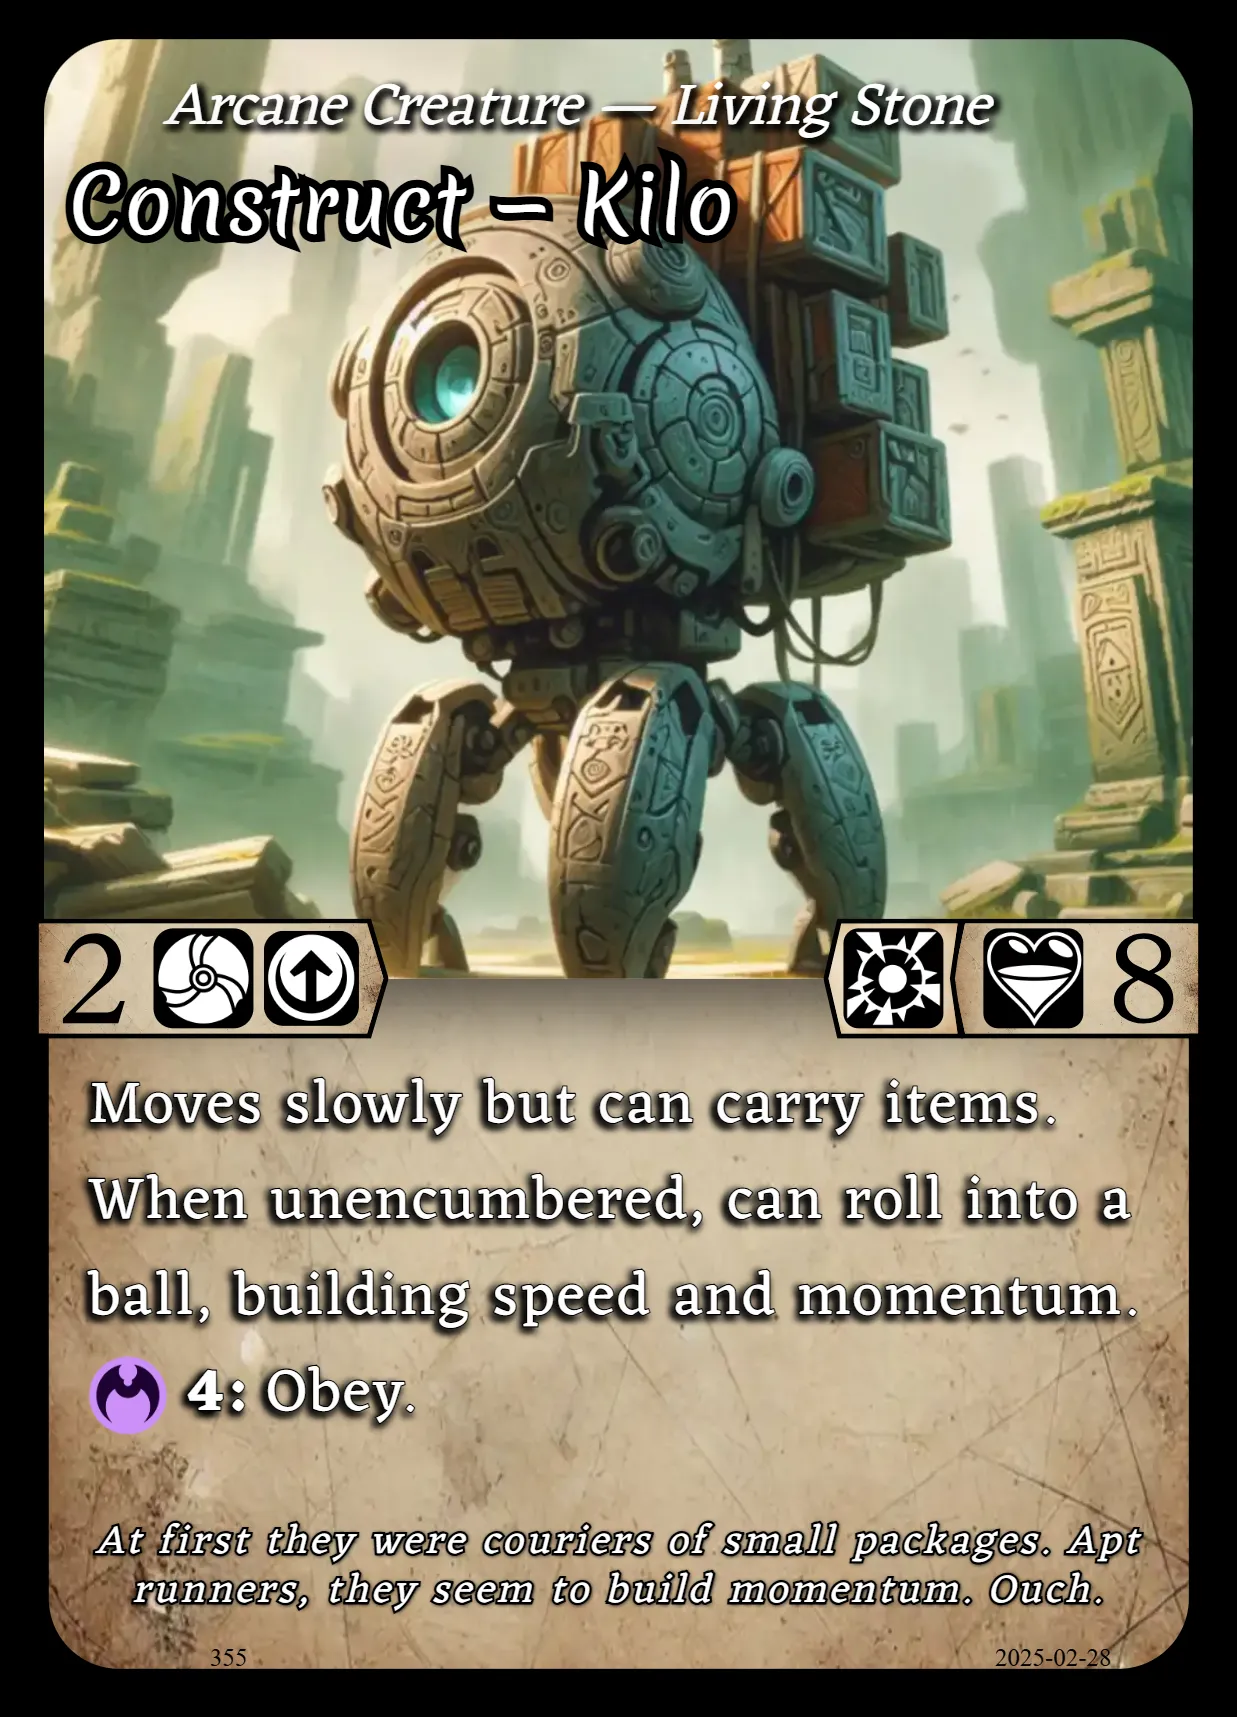 Arcane Creature — Living Stone
Construct – Kilo
2
8
Moves slowly but can carry items.
When unencumbered, can roll into a
ball, building speed and momentum.
4: Obey.
At first they were couriers of small packages. Apt
runners, they seem to build momentum. Ouch.
355
2025-02-28